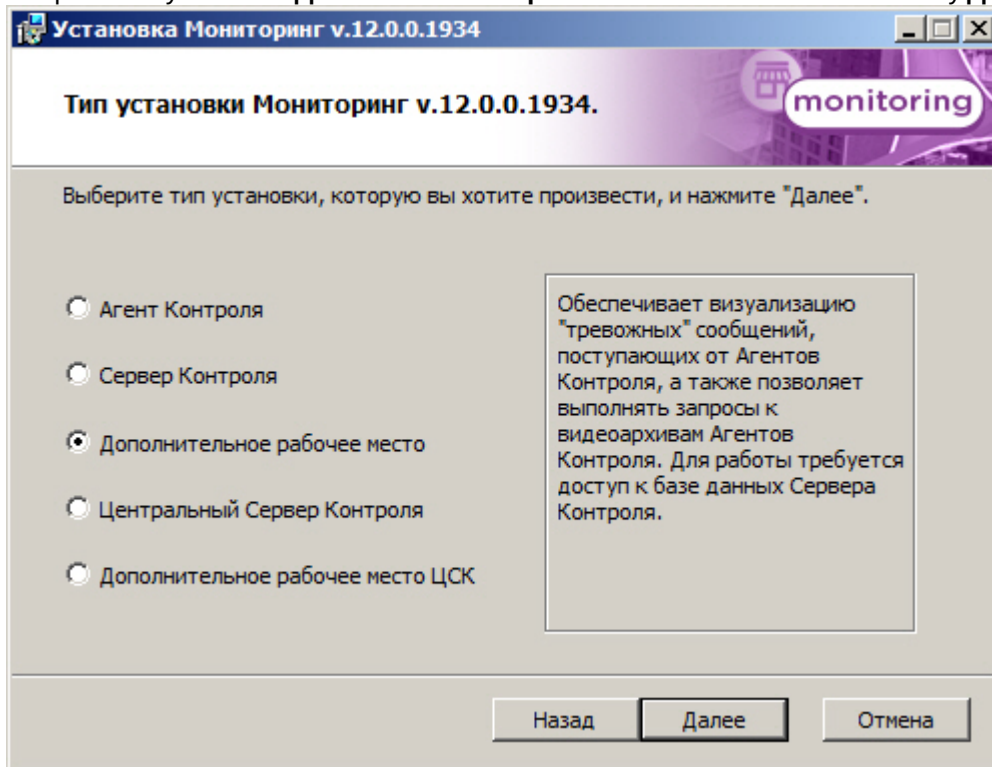 Установка Мониторинг v.12.0.0.1934
Тип установки Мониторинг v.12.0.0.1934.
monitoring
Выберите тип установки, которую вы хотите произвести, и нажмите "Далее".
Агент Контроля
Сервер Контроля
Дополнительное рабочее место
Центральный Сервер Контроля
Дополнительное рабочее место ЦСК
Обеспечивает визуализацию
"тревожных" сообщений,
поступающих от Агентов
Контроля, а также позволяет
выполнять запросы к
видеоархивам Агентов
Контроля. Для работы требуется
доступ к базе данных Сервера
Контроля.
Назад
Далее
Отмена